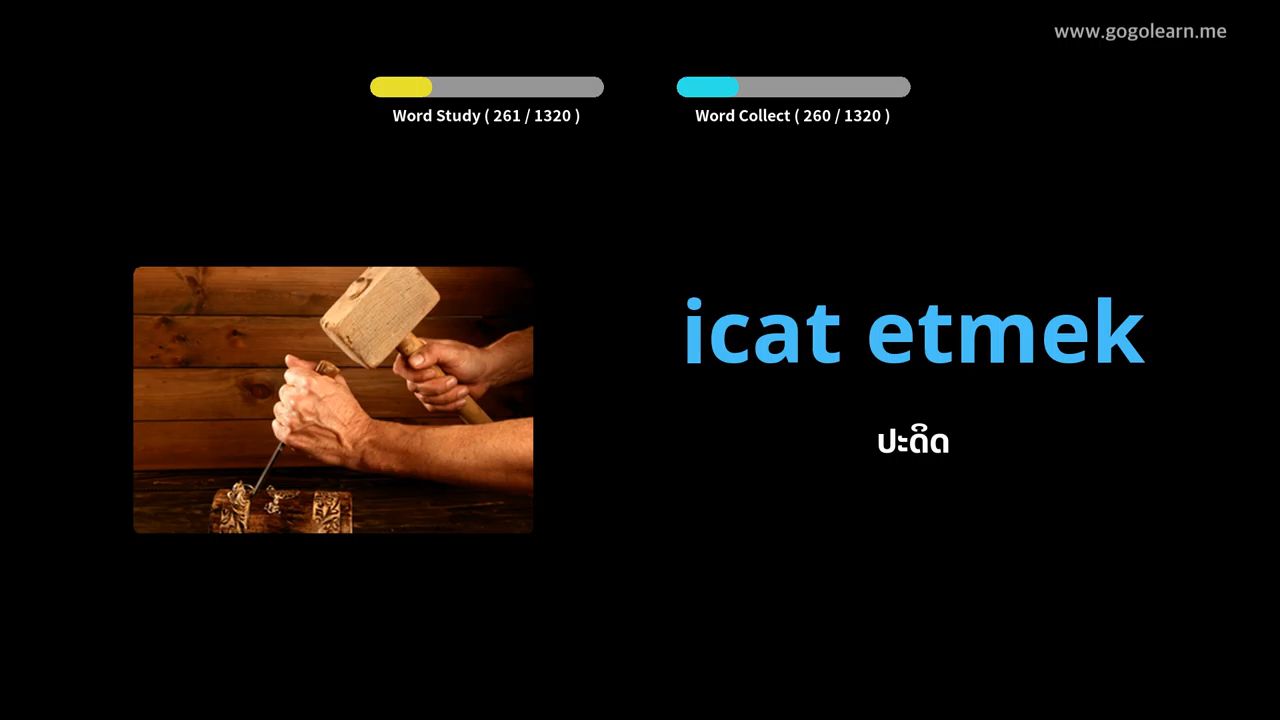 www.gogolearn.me
Word Study ( 261 / 1320 )
Word Collect ( 260 / 1320 )
icat etmek
ປະດິດ